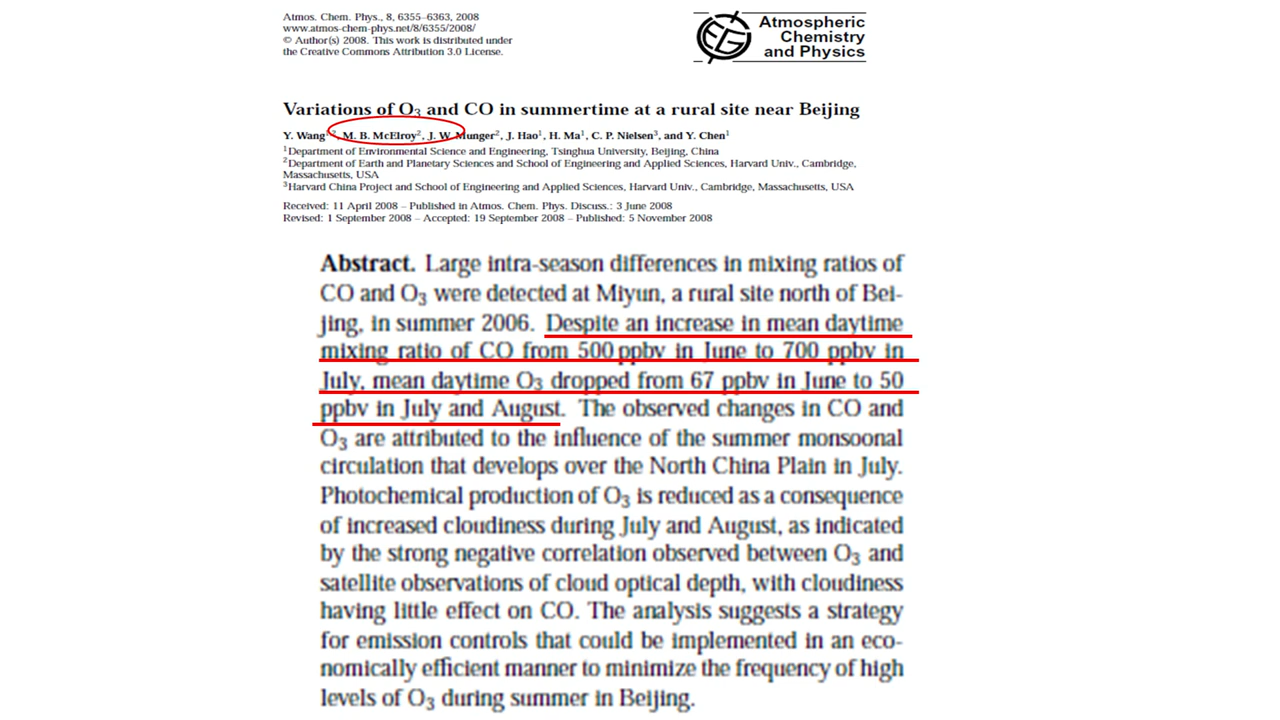 Atmos. Chem. Phys., 8, 6355–6363, 2008
www.atmos-chem-phys.net/8/6355/2008/
© Author(s) 2008. This work is distributed under
the Creative Commons Attribution 3.0 License.
Atmospheric
Chemistry
and Physics
Variations of O₃ and CO in summertime at a rural site near Beijing
Y. Wang¹,², M. B. McElroy², J. W. Munger², J. Hao¹, H. Ma¹, C. P. Nielsen³, and Y. Chen¹
¹Department of Environmental Science and Engineering, Tsinghua University, Beijing, China
²Department of Earth and Planetary Sciences and School of Engineering and Applied Sciences, Harvard Univ., Cambridge,
Massachusetts, USA
³Harvard China Project and School of Engineering and Applied Sciences, Harvard Univ., Cambridge, Massachusetts, USA
Received: 11 April 2008 – Published in Atmos. Chem. Phys. Discuss.: 3 June 2008
Revised: 1 September 2008 – Accepted: 19 September 2008 – Published: 5 November 2008
Abstract. Large intra-season differences in mixing ratios of
CO and O₃ were detected at Miyun, a rural site north of Bei-
jing, in summer 2006. Despite an increase in mean daytime
mixing ratio of CO from 500 ppbv in June to 700 ppbv in
July, mean daytime O₃ dropped from 67 ppbv in June to 50
ppbv in July and August. The observed changes in CO and
O₃ are attributed to the influence of the summer monsoonal
circulation that develops over the North China Plain in July.
Photochemical production of O₃ is reduced as a consequence
of increased cloudiness during July and August, as indicated
by the strong negative correlation observed between O₃ and
satellite observations of cloud optical depth, with cloudiness
having little effect on CO. The analysis suggests a strategy
for emission controls that could be implemented in an eco-
nomically efficient manner to minimize the frequency of high
levels of O₃ during summer in Beijing.